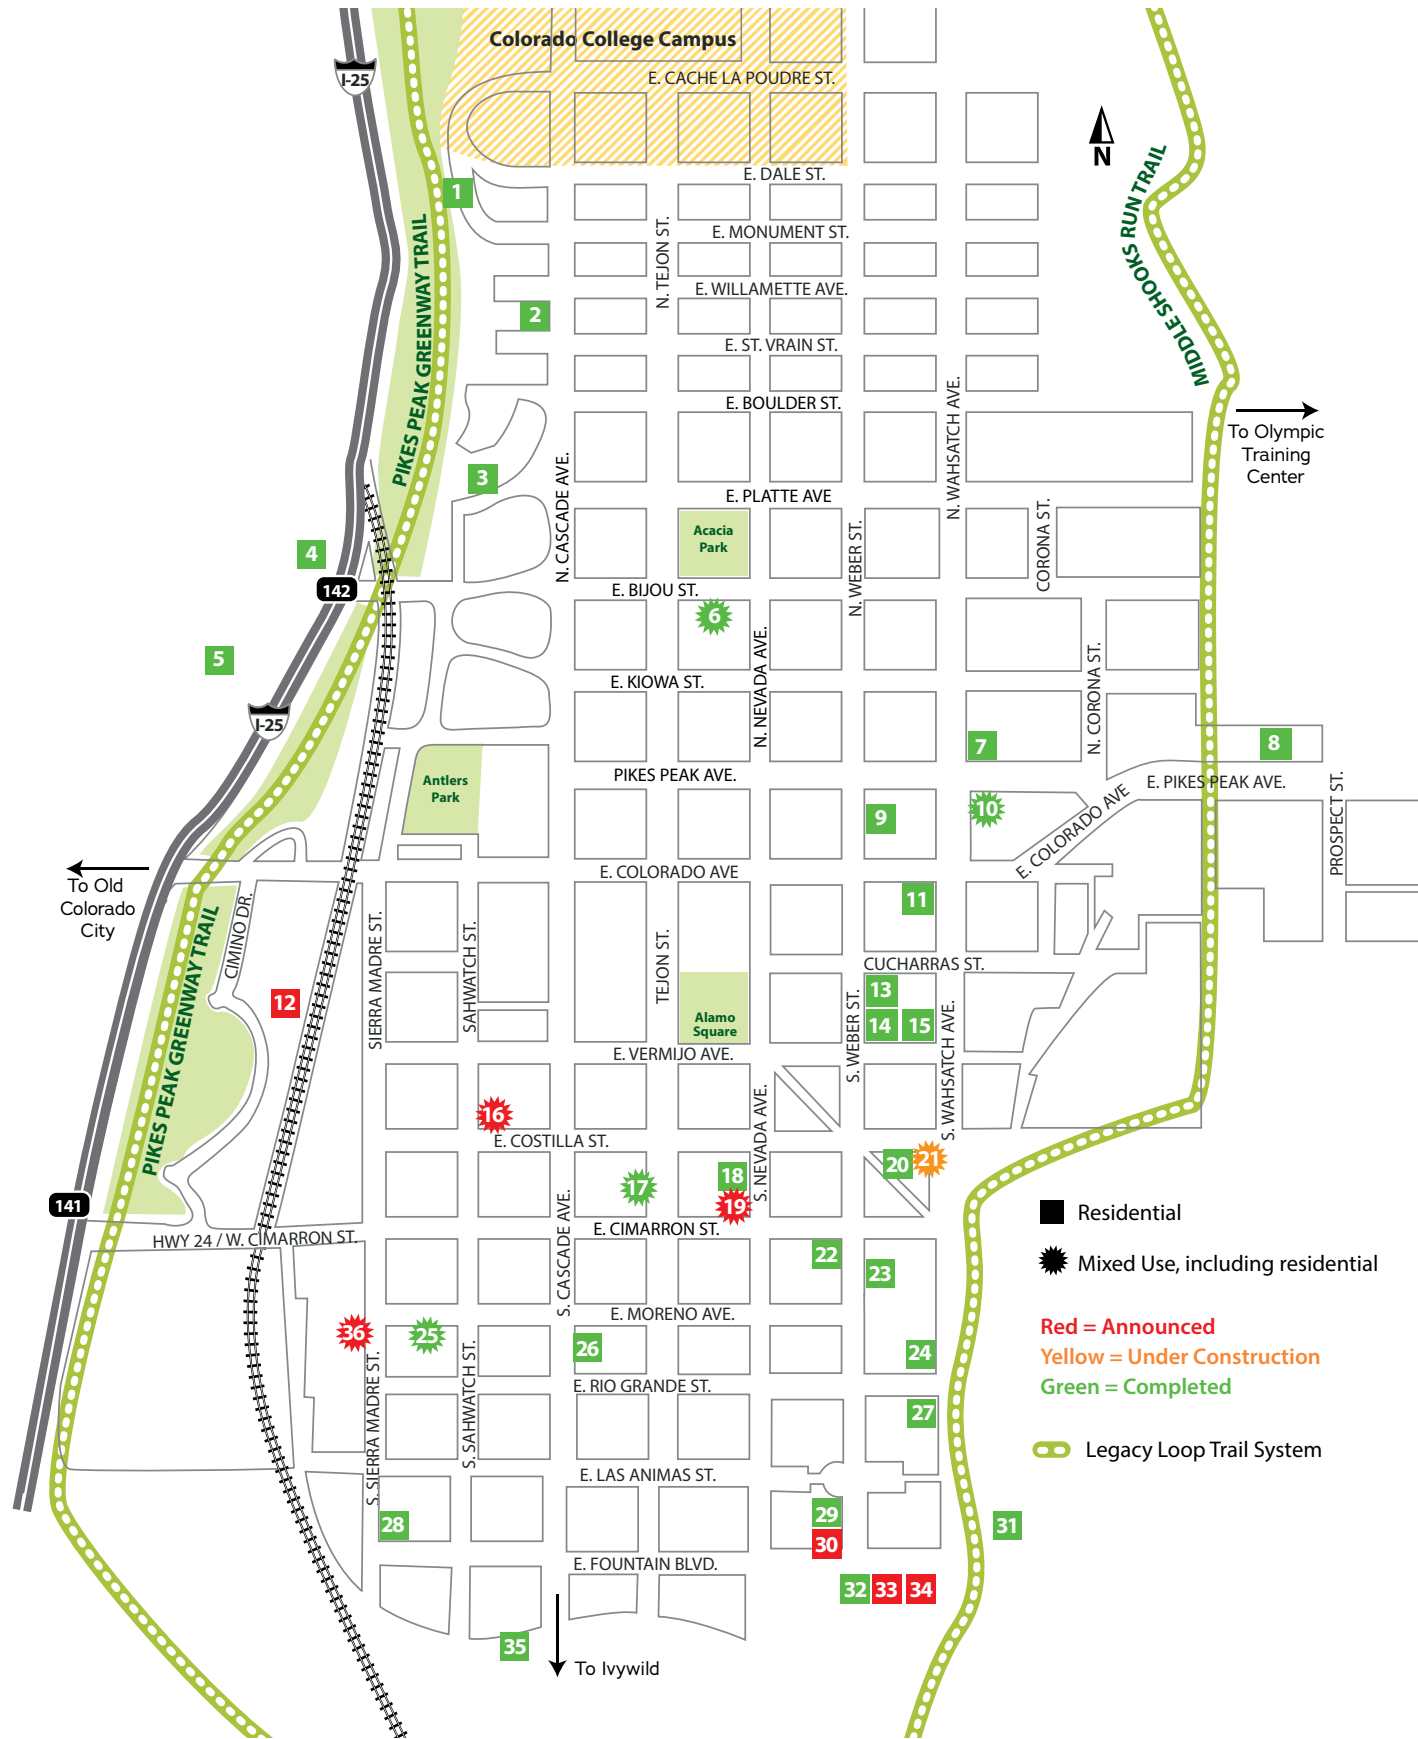 Colorado College Campus
I-25
E. CACHE LA POUDRE ST.
N
E. DALE ST.
1
MIDDLE SHOOKS RUN TRAIL
PIKES PEAK GREENWAY TRAIL
N. TEJON ST.
E. MONUMENT ST.
E. WILLAMETTE AVE.
2
E. ST. VRAIN ST.
N. WAHSATCH AVE.
E. BOULDER ST.
To Olympic
Training
Center
3
N. CASCADE AVE.
E. PLATTE AVE
Acacia
Park
N. WEBER ST.
CORONA ST.
4
142
E. BIJOU ST.
6
5
N. NEVADA AVE.
N. CORONA ST.
E. KIOWA ST.
I-25
7
8
Antlers
Park
PIKES PEAK AVE.
E. PIKES PEAK AVE.
9
10
E. COLORADO AVE
PROSPECT ST.
To Old
Colorado
City
E. COLORADO AVE
11
CIMINO DR.
PIKES PEAK GREENWAY TRAIL
SIERRA MADRE ST.
SAHWATCH ST.
TEJON ST.
CUCHARRAS ST.
12
13
Alamo
Square
14
15
S. WEBER ST.
S. WAHSATCH AVE.
E. VERMIJO AVE.
16
S. NEVADA AVE.
E. COSTILLA ST.
20
21
17
18
19
141
S. CASCADE AVE.
Residential
HWY 24 / W. CIMARRON ST.
E. CIMARRON ST.
22
23
Mixed Use, including residential
E. MORENO AVE.
36
25
26
24
Red = Announced
Yellow = Under Construction
Green = Completed
S. SIERRA MADRE ST.
S. SAHWATCH ST.
E. RIO GRANDE ST.
27
Legacy Loop Trail System
E. LAS ANIMAS ST.
28
29
31
30
E. FOUNTAIN BLVD.
32
33
34
35
To Ivywild